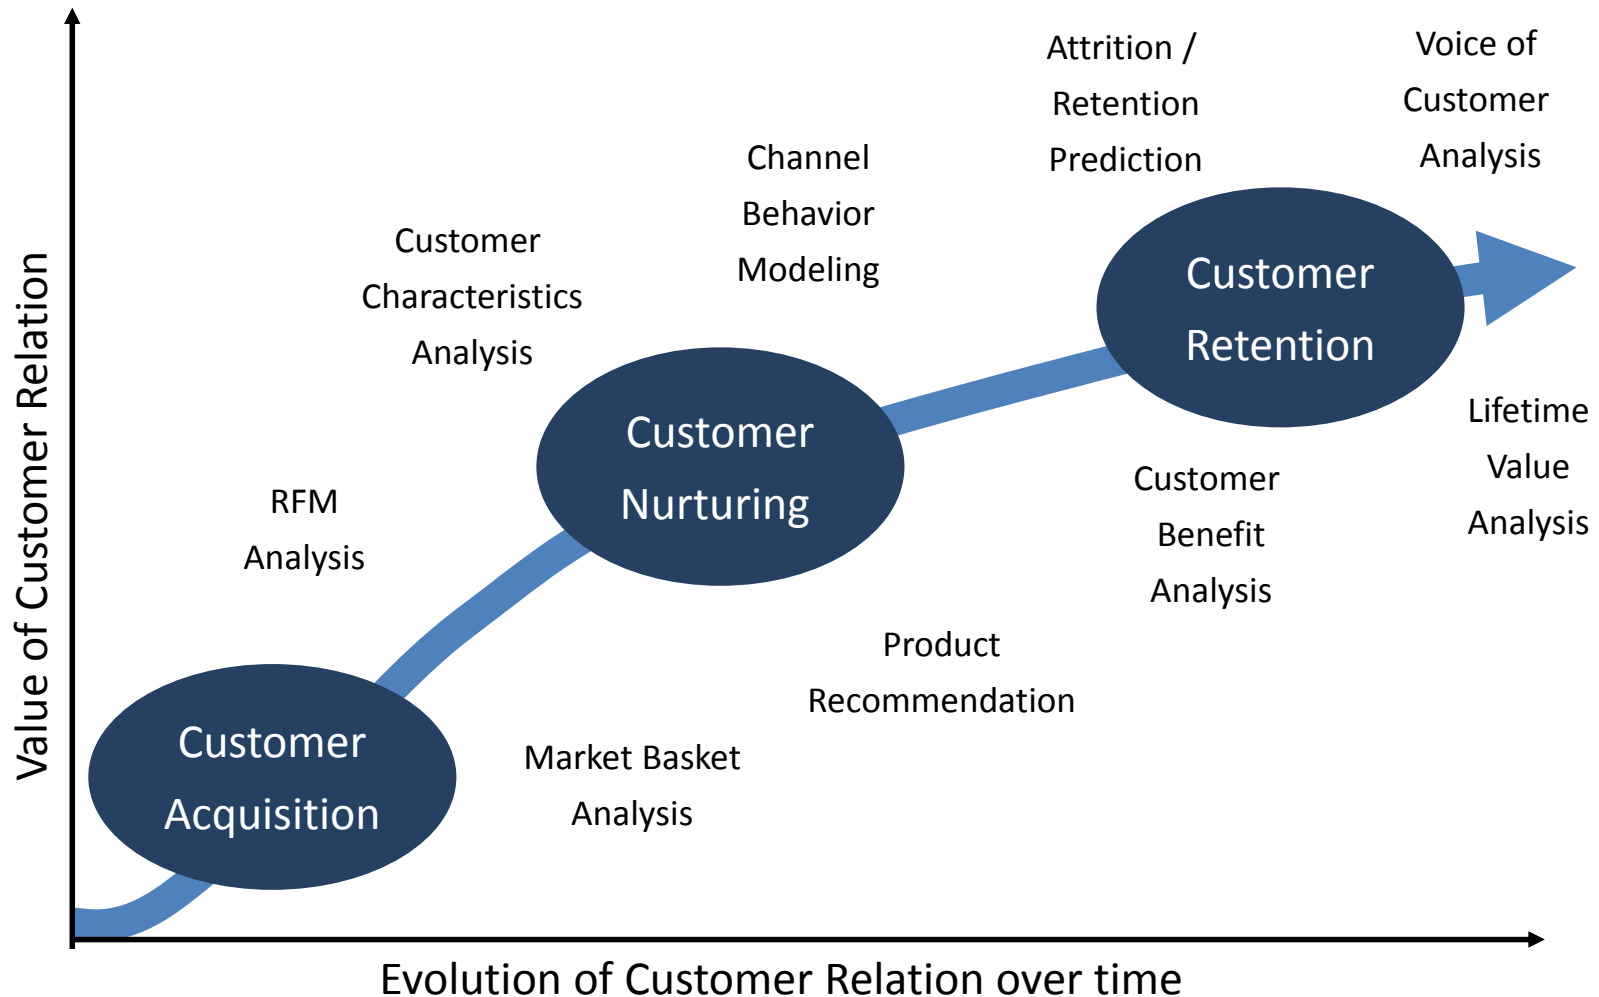 Attrition /
Retention
Prediction
Voice of
Customer
Analysis
Channel
Behavior
Modeling
Customer
Characteristics
Analysis
Customer
Retention
Customer
Nurturing
Lifetime
Value
Analysis
Customer
Benefit
Analysis
RFM
Analysis
Product
Recommendation
Customer
Acquisition
Market Basket
Analysis
Value of Customer Relation
Evolution of Customer Relation over time